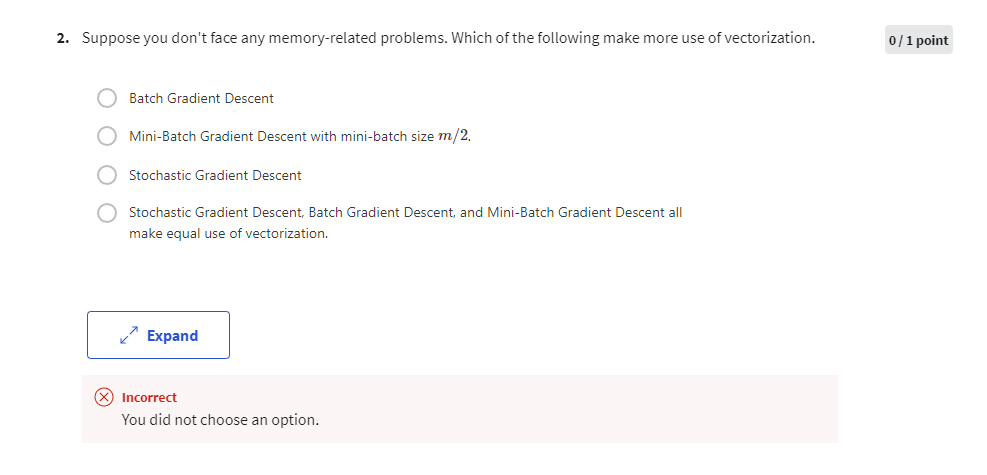 2. Suppose you don't face any memory-related problems. Which of the following make more use of vectorization.
0 / 1 point
Batch Gradient Descent
Mini-Batch Gradient Descent with mini-batch size m/2.
Stochastic Gradient Descent
Stochastic Gradient Descent, Batch Gradient Descent, and Mini-Batch Gradient Descent all
make equal use of vectorization.
Expand
Incorrect
You did not choose an option.